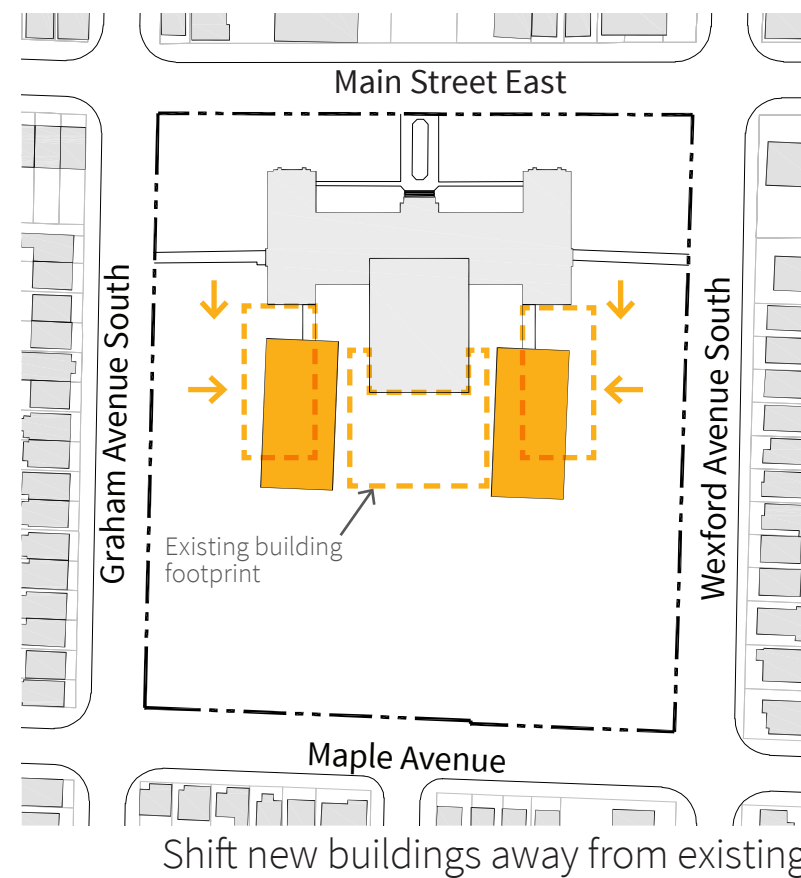 Main Street East
Graham Avenue South
Wexford Avenue South
Existing building
footprint
Maple Avenue
Shift new buildings away from existing